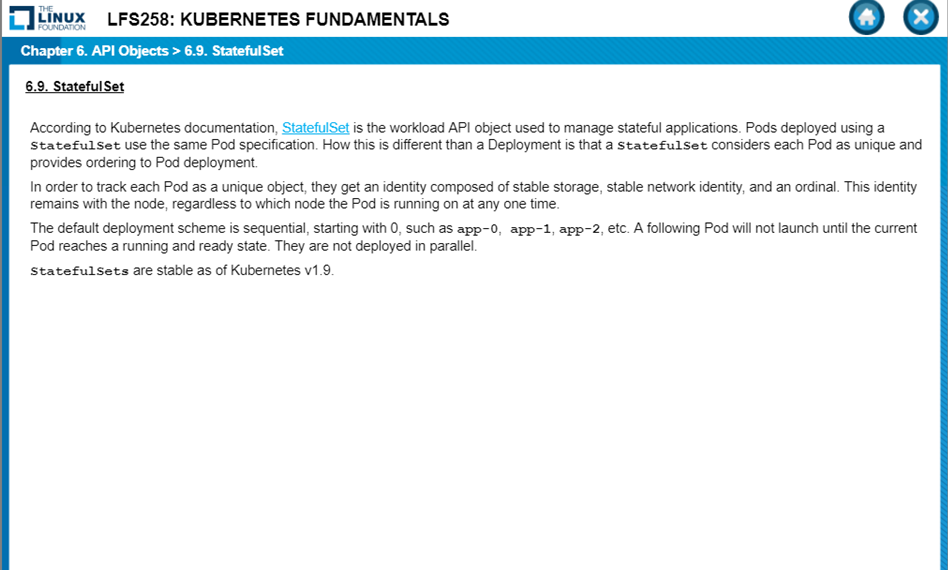 THE
LINUX
FOUNDATION
LFS258: KUBERNETES FUNDAMENTALS
Chapter 6. API Objects > 6.9. StatefulSet
6.9. StatefulSet
According to Kubernetes documentation, StatefulSet is the workload API object used to manage stateful applications. Pods deployed using a
StatefulSet use the same Pod specification. How this is different than a Deployment is that a StatefulSet considers each Pod as unique and
provides ordering to Pod deployment.
In order to track each Pod as a unique object, they get an identity composed of stable storage, stable network identity, and an ordinal. This identity
remains with the node, regardless to which node the Pod is running on at any one time.
The default deployment scheme is sequential, starting with 0, such as app-0, app-1, app-2, etc. A following Pod will not launch until the current
Pod reaches a running and ready state. They are not deployed in parallel.
StatefulSets are stable as of Kubernetes v1.9.